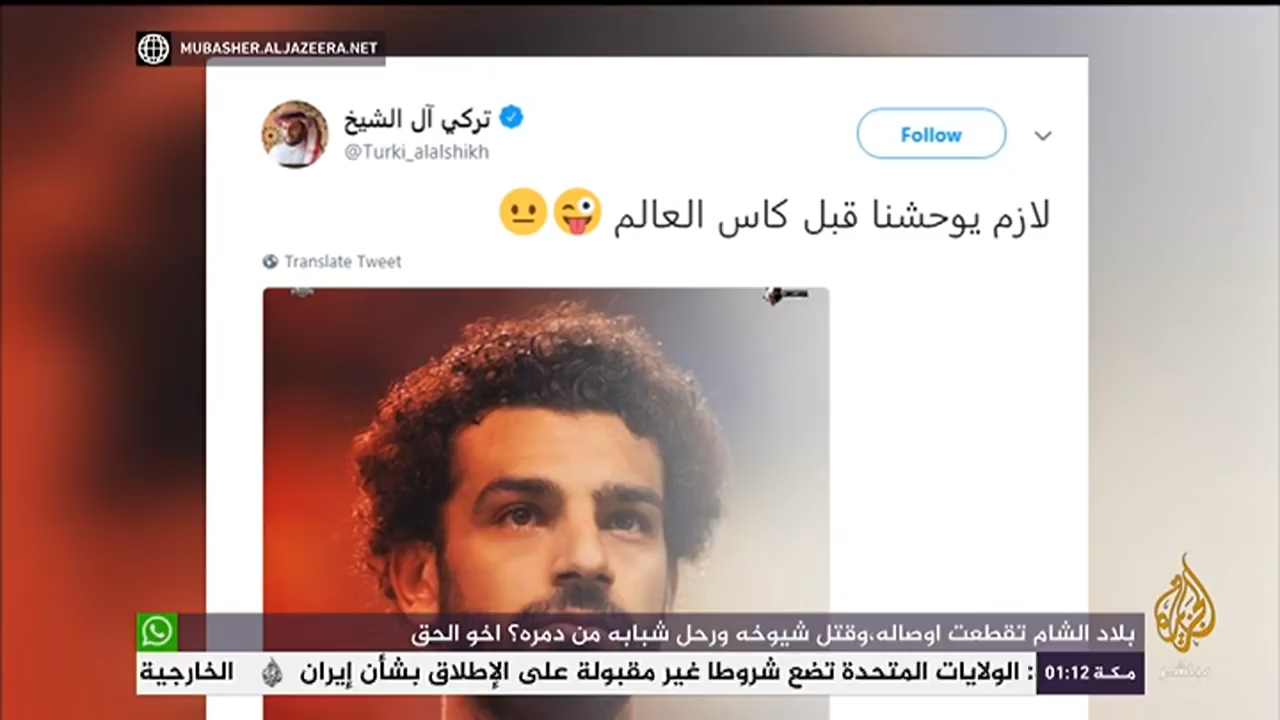 MUBASHER.ALJAZEERA.NET
تركي آل الشيخ
@Turki_alalshikh
Follow
لازم يوحشنا قبل كاس العالم 😜😐
Translate Tweet
بلاد الشام تقطعت اوصاله،وقتل شيوخه ورحل شبابه من دمره؟ اخو الحق
مكة 01:12
: الولايات المتحدة تضع شروطا غير مقبولة على الإطلاق بشأن إيران
الخارجية
الجزيرة
مباشر